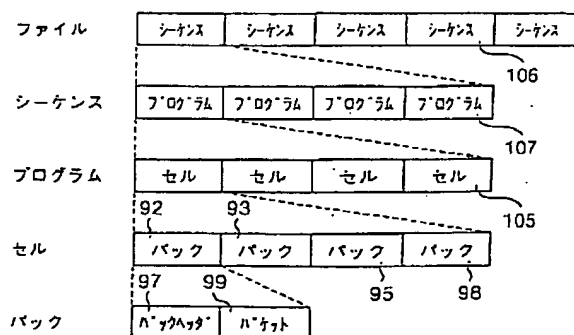 ファイル シーケンス シーケンス シーケンス シーケンス シーケンス
106
シーケンス プログラム プログラム プログラム プログラム
107
プログラム セル セル セル セル
105
92 93
セル パック パック パック パック
97 99 95 98
パック パックヘッダ パケット